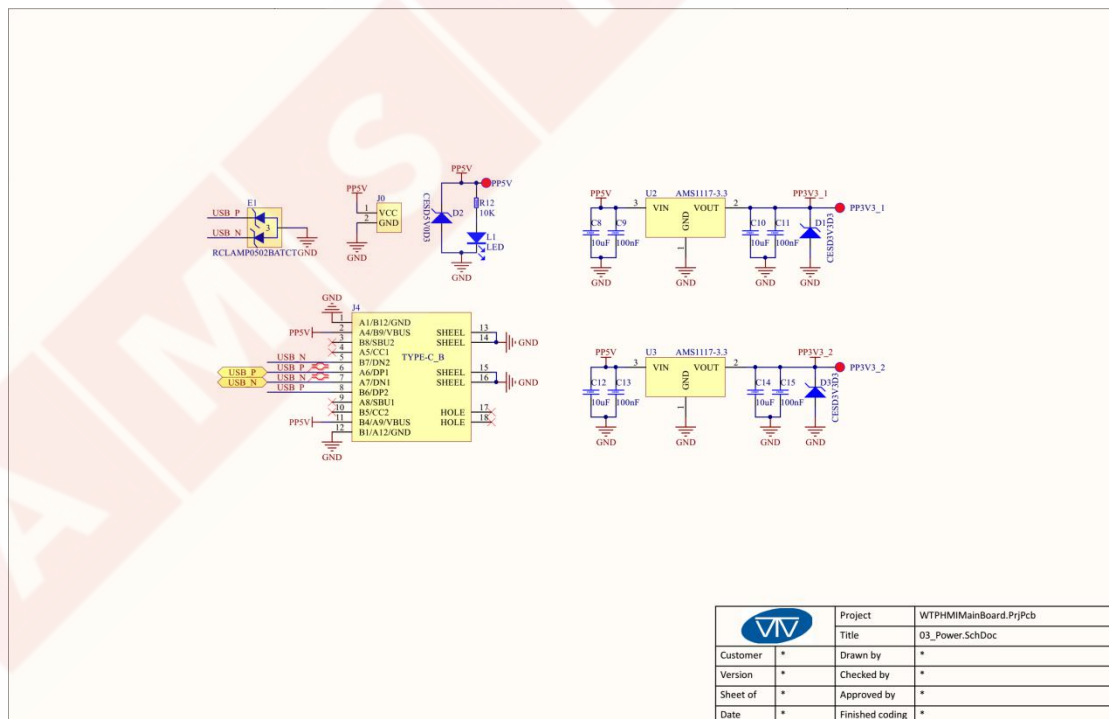 PP5V
PP5V
PP5V
E1
USB_P
USB_N
3
RCLAMP0502BATCT
GND
J0
1
2
VCC
GND
GND
CESD5V0D3
D2
R12
10K
L1
LED
GND
PP5V
U2
AMS1117-3.3
3
VIN
VOUT
2
GND
1
C8
10uF
C9
100nF
GND
GND
PP3V3_1
PP3V3_1
C10
10uF
C11
100nF
D1
CESD3V3D3
GND
GND
GND
J4
TYPE-C_B
1 A1/B12/GND
PP5V 2 A4/B9/VBUS
3 B8/SBU2
4 A5/CC1
USB_N 5 B7/DN2
USB_P USB_P 6 A6/DP1
USB_N USB_N 7 A7/DN1
USB_P 8 B6/DP2
9 A8/SBU1
10 B5/CC2
PP5V 11 B4/A9/VBUS
12 B1/A12/GND
GND
SHEEL 13
SHEEL 14
GND
SHEEL 15
SHEEL 16
GND
HOLE 17
HOLE 18
PP5V
U3
AMS1117-3.3
3
VIN
VOUT
2
GND
1
C12
10uF
C13
100nF
GND
GND
PP3V3_2
PP3V3_2
C14
10uF
C15
100nF
D3
CESD3V3D3
GND
GND
VTV
Project WTPHMIMainBoard.PrjPcb
Title 03_Power.SchDoc
Customer * Drawn by *
Version * Checked by *
Sheet of * Approved by *
Date * Finished coding *
AMS